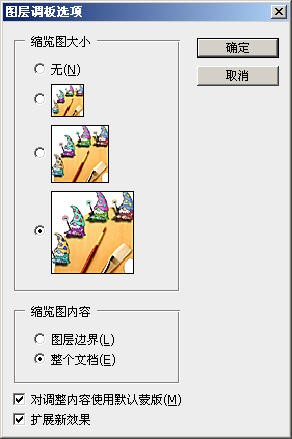 图层调板选项
缩览图大小
确定
无(N)
取消
缩览图内容
图层边界(L)
整个文档(E)
对调整内容使用默认蒙版(M)
扩展新效果